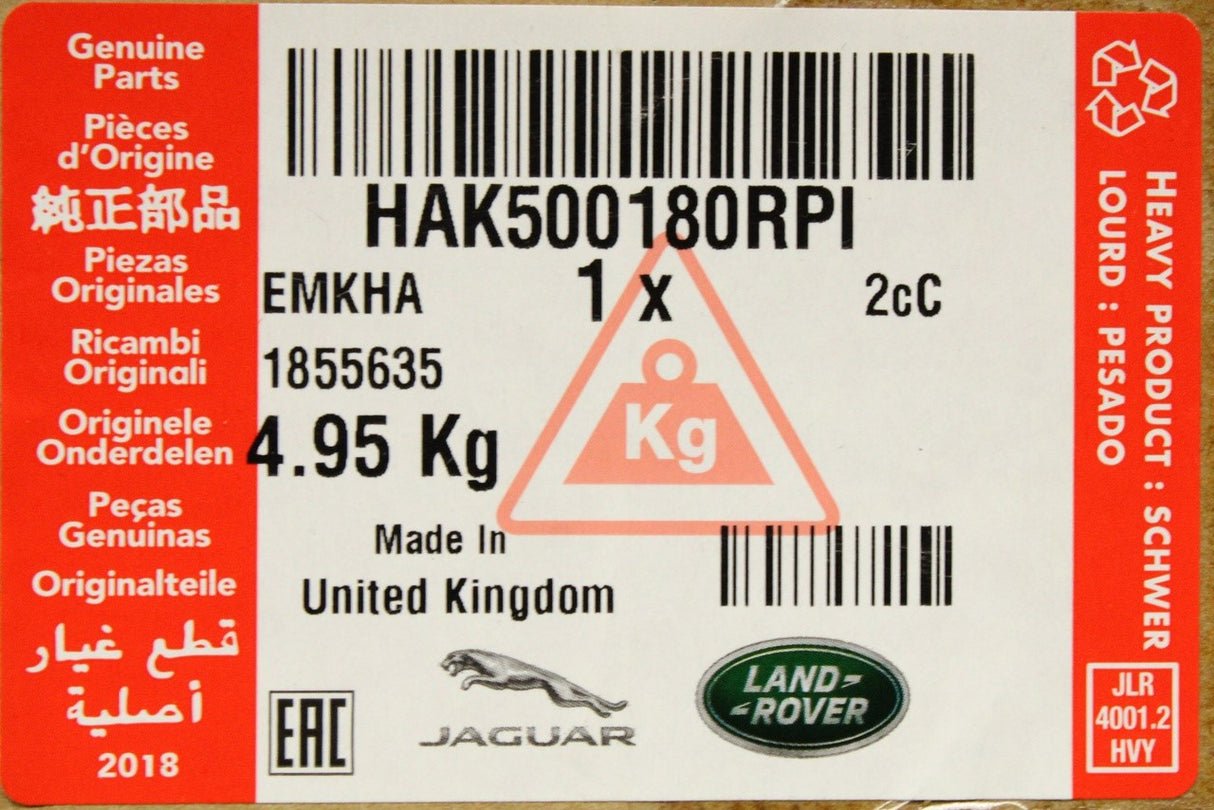 Genuine
Parts
Pièces
d'Origine
純正部品
Piezas
Originales
Ricambi
Originali
Originele
Onderdelen
Peças
Genuinas
Originalteile
قطع غيار
أصلية
2018
HAK500180RPI
EMKHA 1 x 2cC
1855635
4.95 Kg
Kg
Made In
United Kingdom
EAC
JAGUAR
LAND-
-ROVER
HEAVY PRODUCT : SCHWER
LOURD : PESADO
JLR
4001.2
HVY